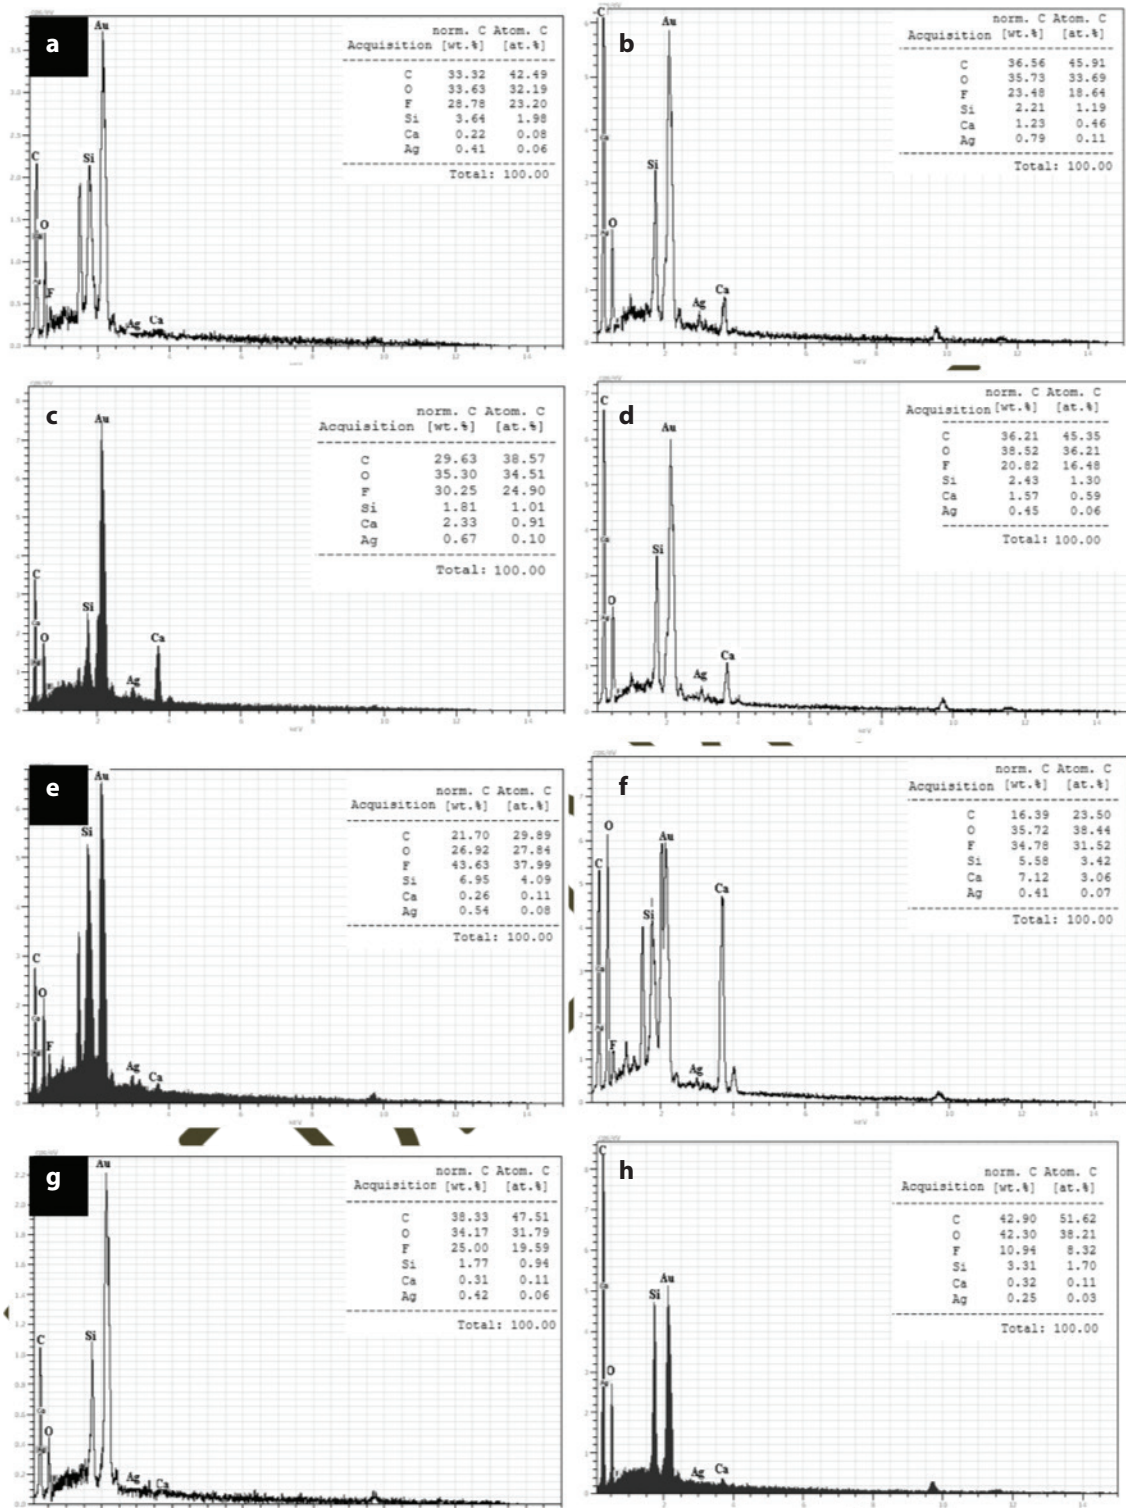 a
Au
norm. C Atom. C
Acquisition [wt.%] [at.%]
C 33.32 42.49
O 33.63 32.19
F 28.78 23.20
Si 3.64 1.98
Ca 0.22 0.08
Ag 0.41 0.06
Total: 100.00
C
Si
O
F
Ag
Ca
b
C
Au
norm. C Atom. C
Acquisition [wt.%] [at.%]
C 36.56 45.91
O 35.73 33.69
F 23.48 18.64
Si 2.21 1.19
Ca 1.23 0.46
Ag 0.79 0.11
Total: 100.00
Si
O
Ag
Ca
c
Au
norm. C Atom. C
Acquisition [wt.%] [at.%]
C 29.63 38.57
O 35.30 34.51
F 30.25 24.90
Si 1.81 1.01
Ca 2.33 0.91
Ag 0.67 0.10
Total: 100.00
C
Si
O
Ag
Ca
d
C
Au
norm. C Atom. C
Acquisition [wt.%] [at.%]
C 36.21 45.35
O 38.52 36.21
F 20.82 16.48
Si 2.43 1.30
Ca 1.57 0.59
Ag 0.45 0.06
Total: 100.00
Si
O
Ag
Ca
e
Au
norm. C Atom. C
Acquisition [wt.%] [at.%]
C 21.70 29.89
O 26.92 27.84
F 43.63 37.99
Si 6.95 4.09
Ca 0.26 0.11
Ag 0.54 0.08
Total: 100.00
Si
C
O
F
Ag
Ca
f
O
Au
norm. C Atom. C
Acquisition [wt.%] [at.%]
C 16.39 23.50
O 35.72 38.44
F 34.78 31.52
Si 5.58 3.42
Ca 7.12 3.06
Ag 0.41 0.07
Total: 100.00
C
Si
Ca
F
Ag
g
Au
norm. C Atom. C
Acquisition [wt.%] [at.%]
C 38.33 47.51
O 34.17 31.79
F 25.00 19.59
Si 1.77 0.94
Ca 0.31 0.11
Ag 0.42 0.06
Total: 100.00
C
Si
O
Ag
Ca
h
C
norm. C Atom. C
Acquisition [wt.%] [at.%]
C 42.90 51.62
O 42.30 38.21
F 10.94 8.32
Si 3.31 1.70
Ca 0.32 0.11
Ag 0.25 0.03
Total: 100.00
Si
Au
O
Ag
Ca